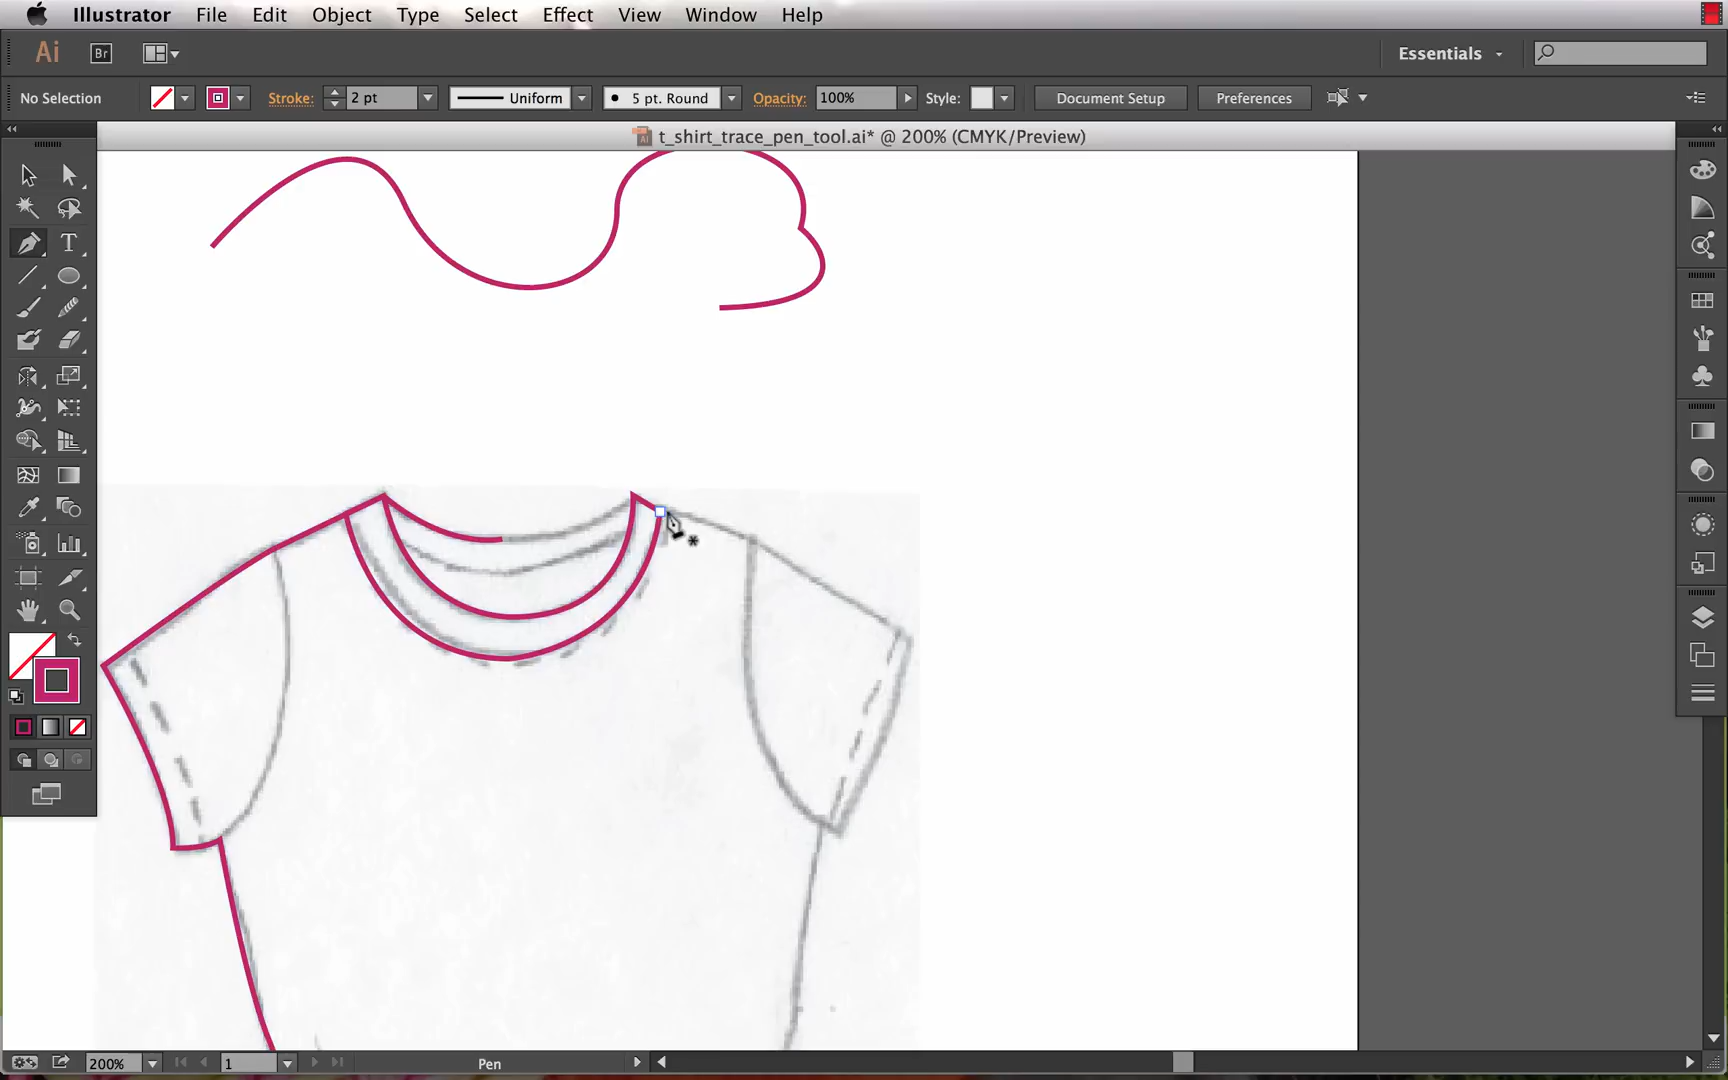 Illustrator File Edit Object Type Select Effect View Window Help
Ai Br Essentials
No Selection Stroke: 2 pt Uniform 5 pt. Round Opacity: 100% Style: Document Setup Preferences
t_shirt_trace_pen_tool.ai* @ 200% (CMYK/Preview)
T
200% 1 Pen